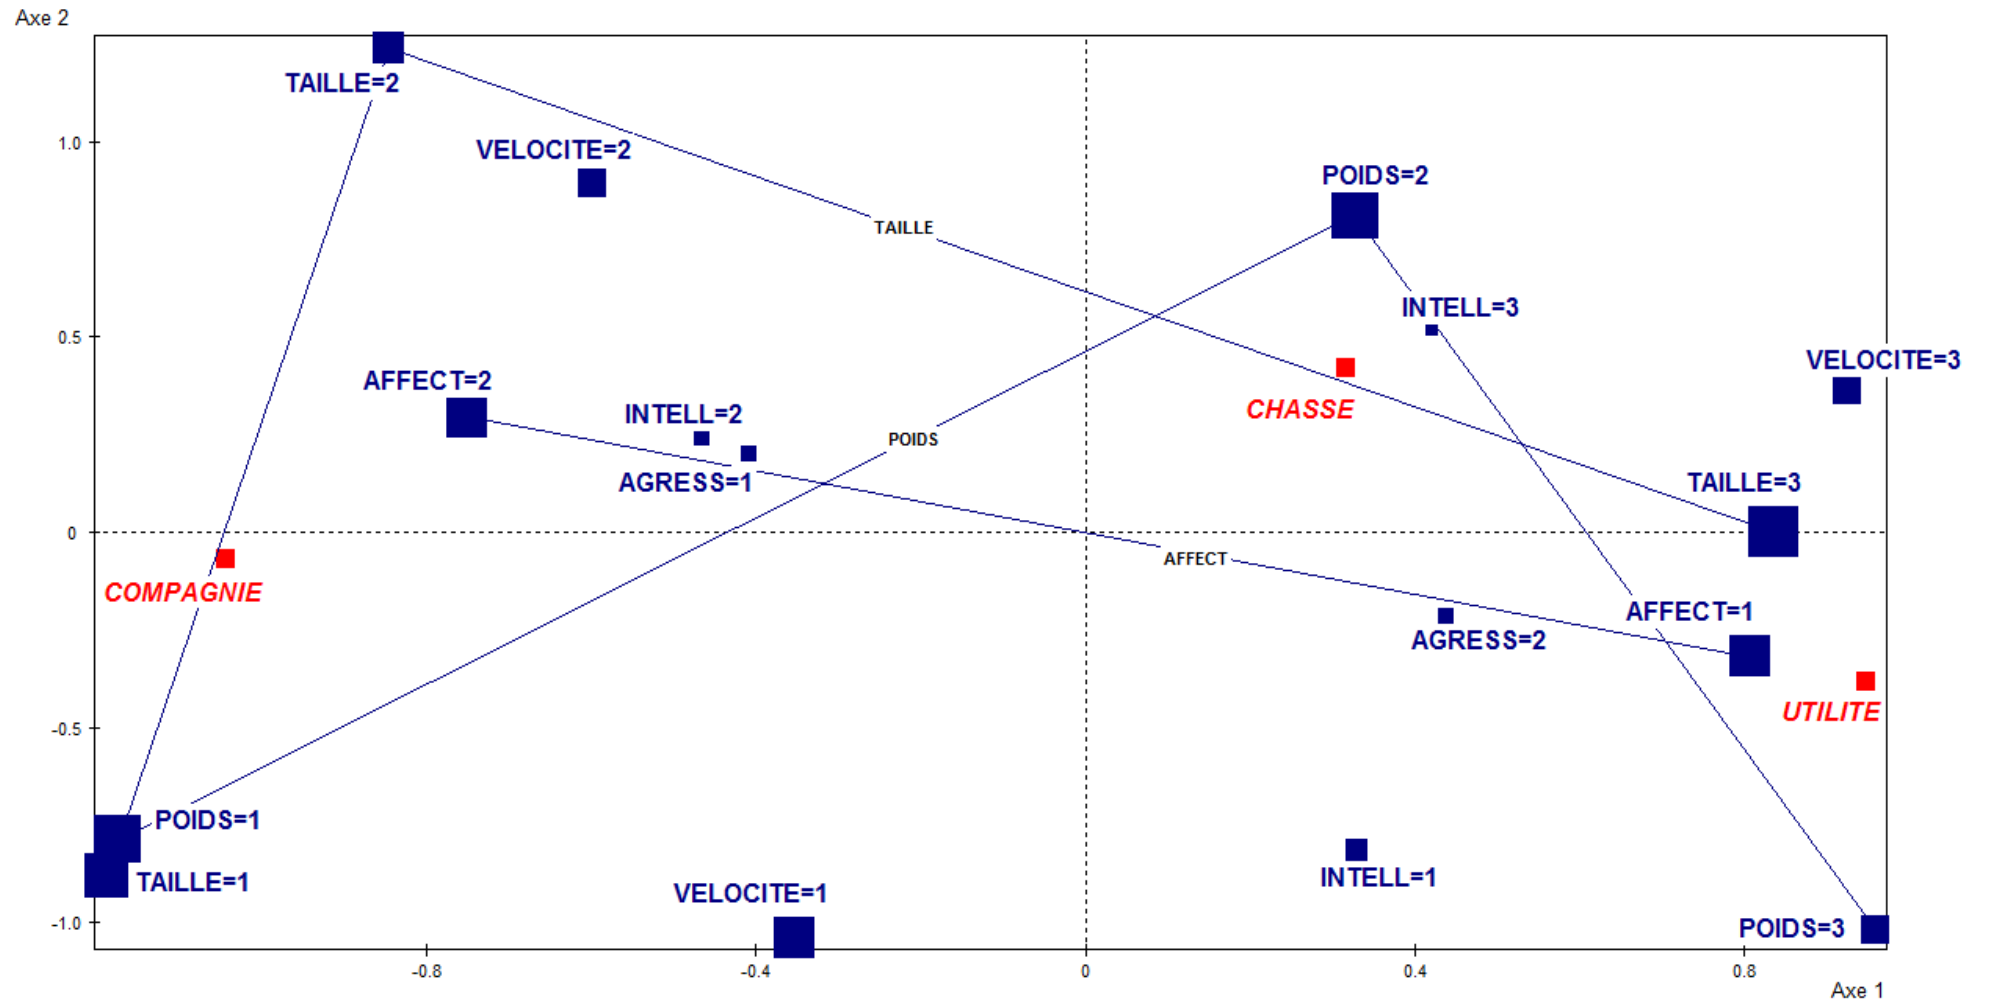 Axe 2
TAILLE=2
1.0
VELOCITE=2
POIDS=2
TAILLE
INTELL=3
0.5
VELOCITE=3
AFFECT=2
CHASSE
INTELL=2
POIDS
AGRESS=1
TAILLE=3
0
AFFECT
COMPAGNIE
AFFECT=1
AGRESS=2
UTILITE
-0.5
POIDS=1
TAILLE=1
INTELL=1
VELOCITE=1
-1.0
POIDS=3
-0.8
-0.4
0
0.4
0.8
Axe 1